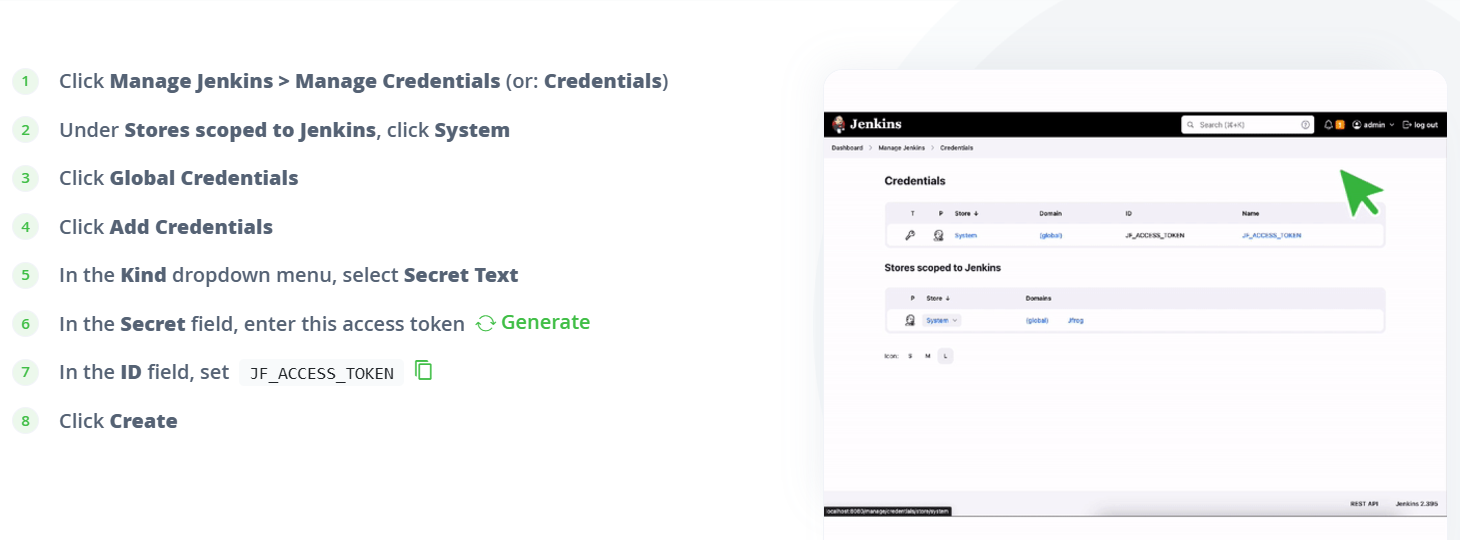 1 Click Manage Jenkins > Manage Credentials (or: Credentials)
2 Under Stores scoped to Jenkins, click System
3 Click Global Credentials
4 Click Add Credentials
5 In the Kind dropdown menu, select Secret Text
6 In the Secret field, enter this access token Generate
7 In the ID field, set JF_ACCESS_TOKEN
8 Click Create
Jenkins Search (⌘+K) 1 admin log out
Dashboard > Manage Jenkins > Credentials
Credentials
T P Store ↓ Domain ID Name
System (global) JF_ACCESS_TOKEN JF_ACCESS_TOKEN
Stores scoped to Jenkins
P Store ↓ Domains
System (global) Jfrog
Icon: S M L
REST API Jenkins 2.395
ocalhost:8080/manage/credentials/store/system